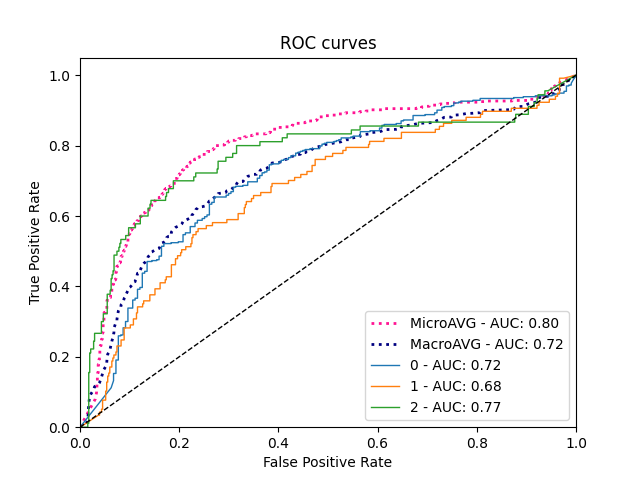 ROC curves
True Positive Rate
1.0
0.8
0.6
0.4
0.2
0.0
MicroAVG - AUC: 0.80
MacroAVG - AUC: 0.72
0 - AUC: 0.72
1 - AUC: 0.68
2 - AUC: 0.77
0.0 0.2 0.4 0.6 0.8 1.0
False Positive Rate